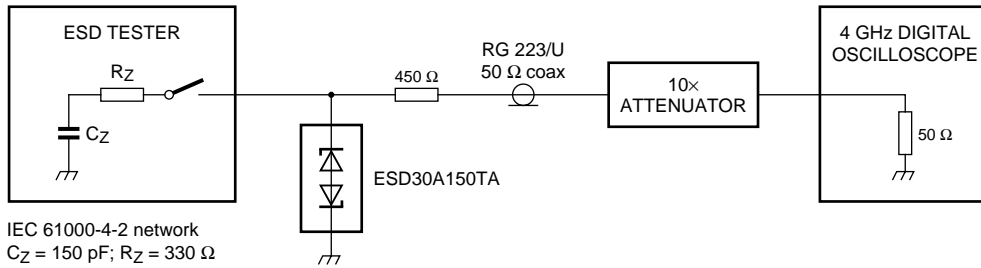 ESD TESTER
RZ
CZ
450 Ω
RG 223/U
50 Ω coax
10×
ATTENUATOR
4 GHz DIGITAL
OSCILLOSCOPE
50 Ω
ESD30A150TA
IEC 61000-4-2 network
CZ = 150 pF; RZ = 330 Ω